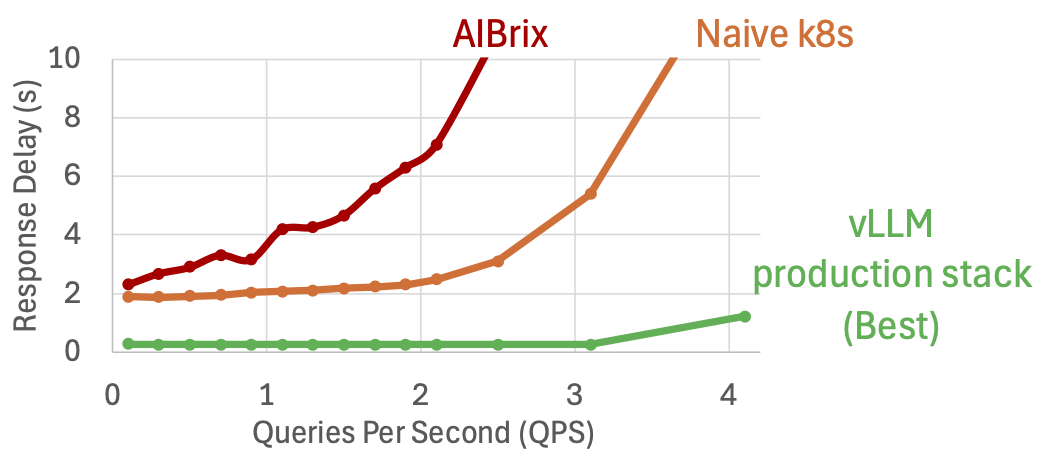 AIBrix
Naive k8s
10
8
6
4
2
0
Response Delay (s)
0 1 2 3 4
Queries Per Second (QPS)
vLLM
production stack
(Best)